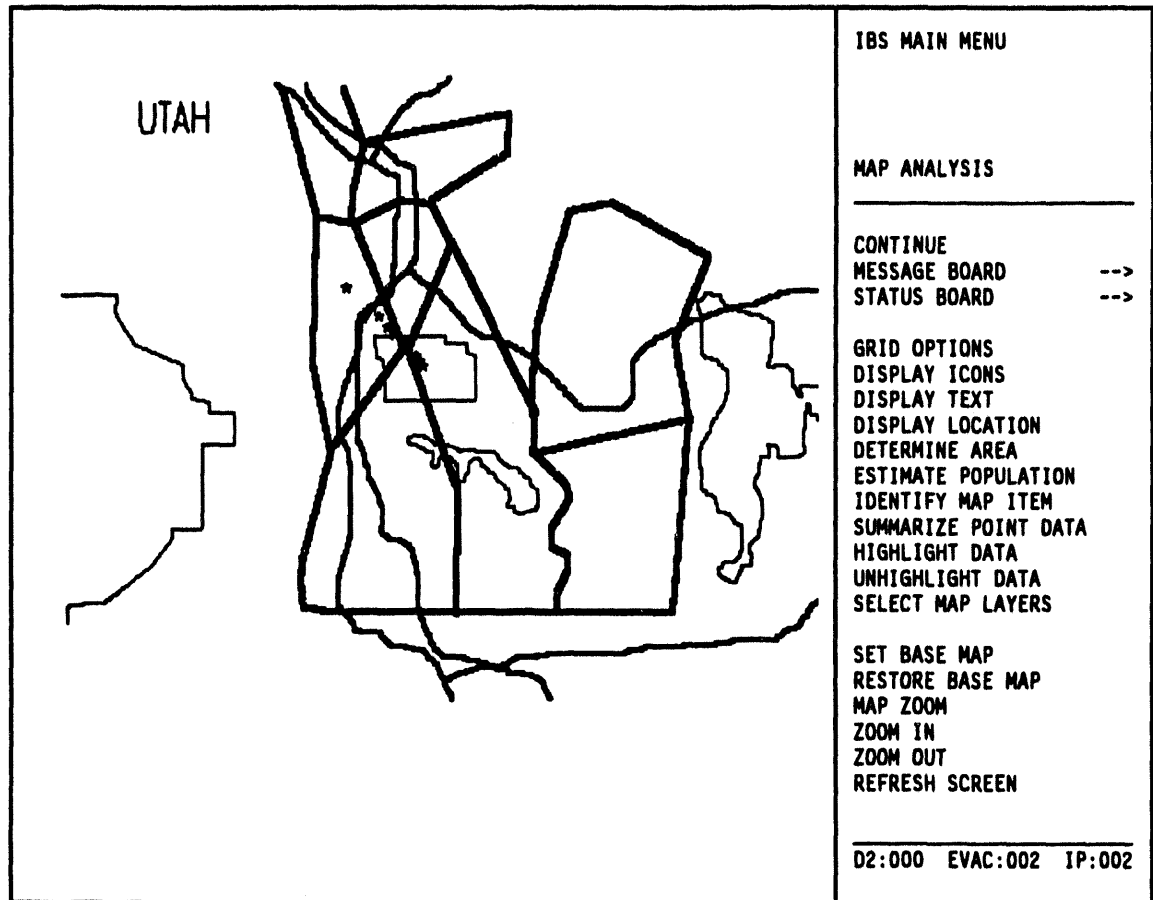 UTAH
IBS MAIN MENU
MAP ANALYSIS
CONTINUE
MESSAGE BOARD -->
STATUS BOARD -->
GRID OPTIONS
DISPLAY ICONS
DISPLAY TEXT
DISPLAY LOCATION
DETERMINE AREA
ESTIMATE POPULATION
IDENTIFY MAP ITEM
SUMMARIZE POINT DATA
HIGHLIGHT DATA
UNHIGHLIGHT DATA
SELECT MAP LAYERS
SET BASE MAP
RESTORE BASE MAP
MAP ZOOM
ZOOM IN
ZOOM OUT
REFRESH SCREEN
D2:000 EVAC:002 IP:002